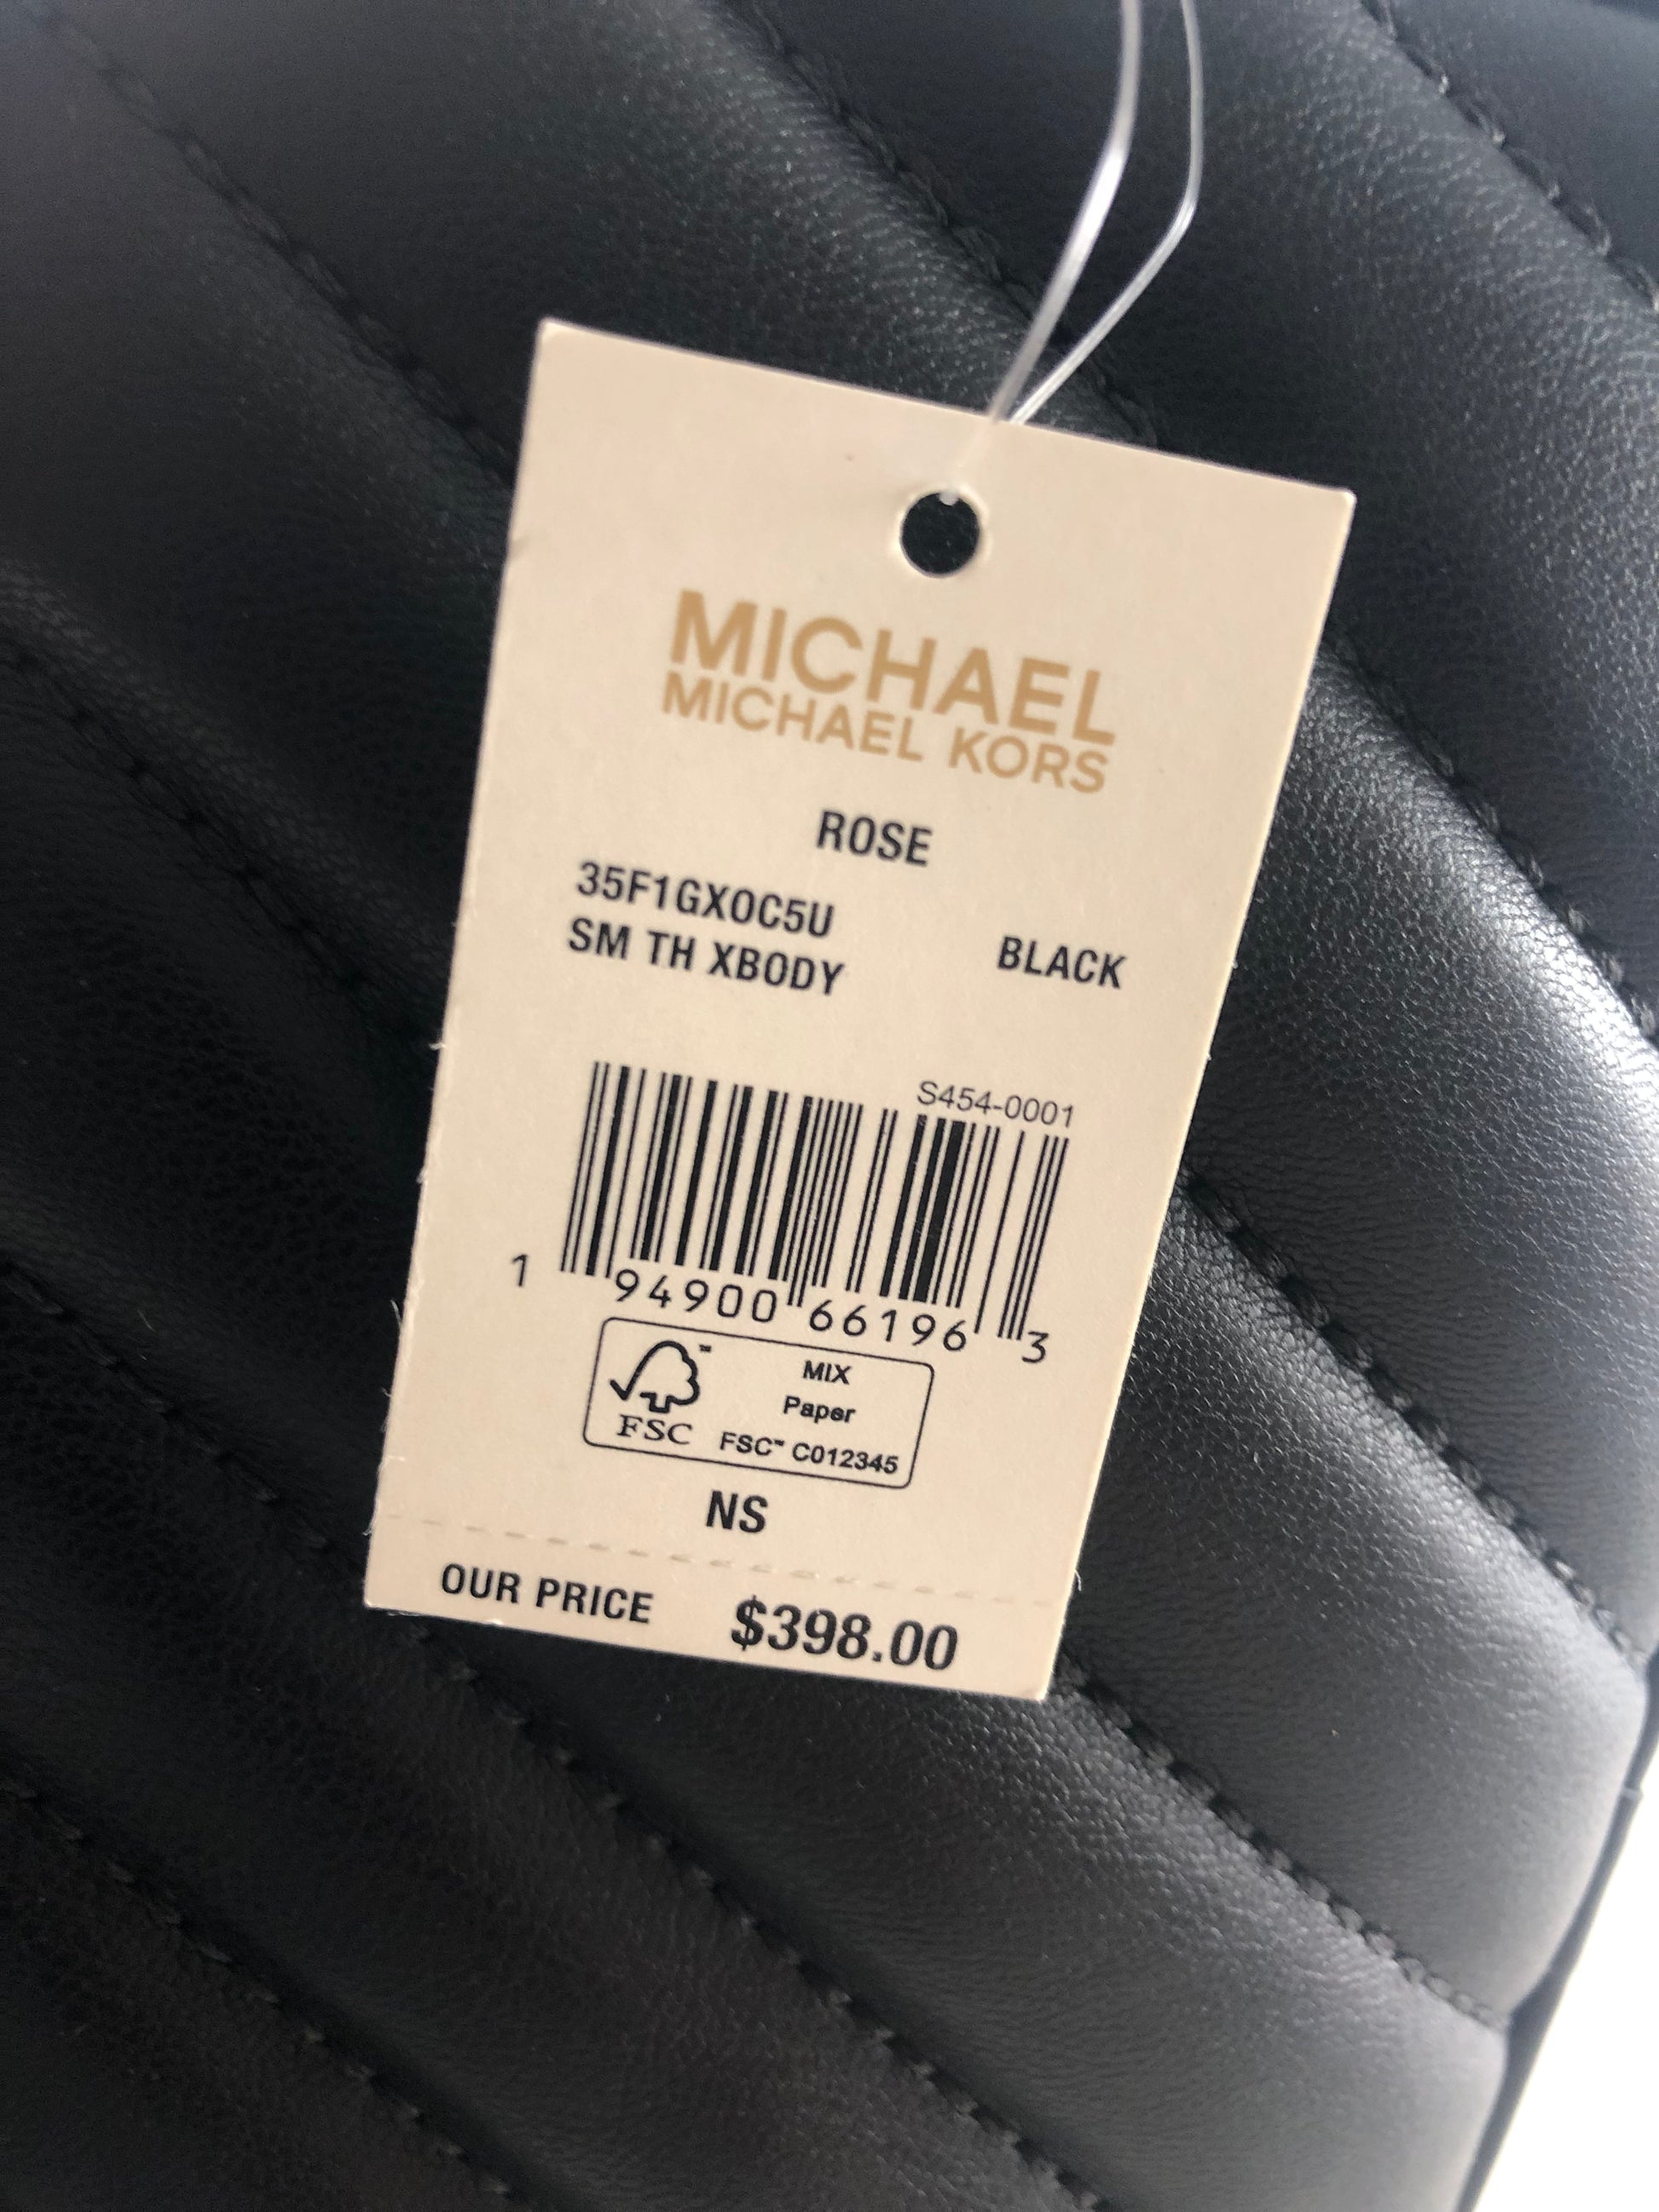 MICHAEL
MICHAEL KORS
ROSE
35F1GX0C5U
SM TH XBODY BLACK
S454-0001
1 94900 66196 3
FSC™ MIX
Paper
FSC™ C012345
NS
OUR PRICE $398.00